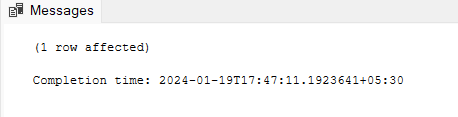 Messages
(1 row affected)
Completion time: 2024-01-19T17:47:11.1923641+05:30